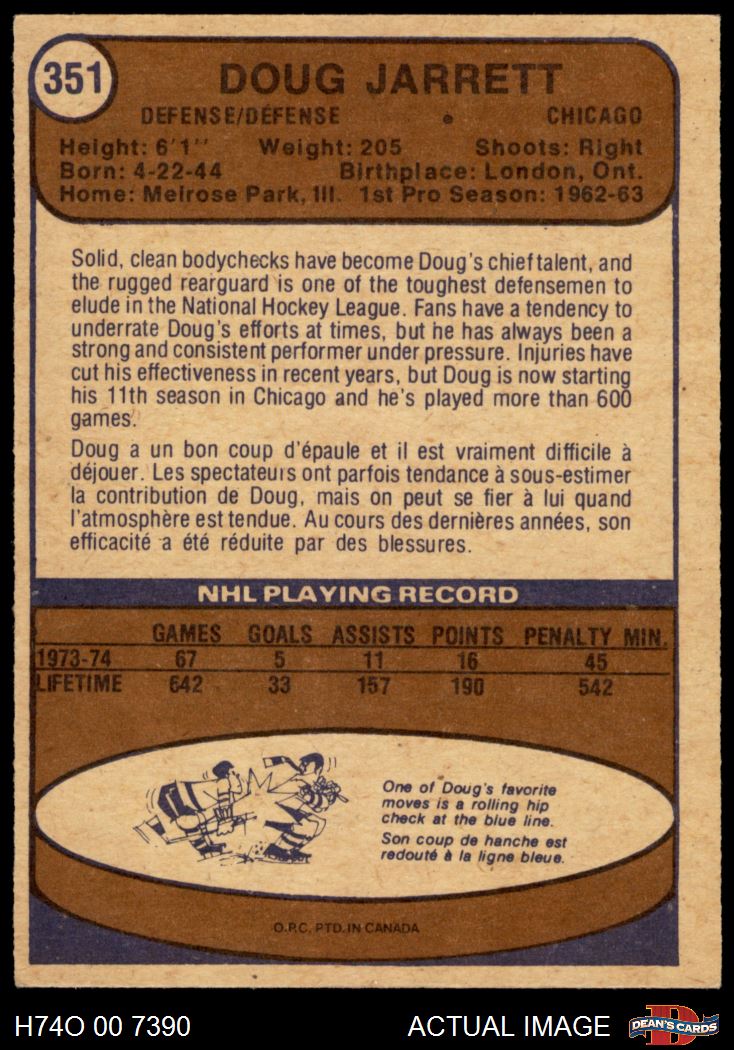 351
DOUG JARRETT
DEFENSE/DÉFENSE • CHICAGO
Height: 6'1" Weight: 205 Shoots: Right
Born: 4-22-44 Birthplace: London, Ont.
Home: Melrose Park, Ill. 1st Pro Season: 1962-63
Solid, clean bodychecks have become Doug's chief talent, and
the rugged rearguard is one of the toughest defensemen to
elude in the National Hockey League. Fans have a tendency to
underrate Doug's efforts at times, but he has always been a
strong and consistent performer under pressure. Injuries have
cut his effectiveness in recent years, but Doug is now starting
his 11th season in Chicago and he's played more than 600
games.
Doug a un bon coup d'épaule et il est vraiment difficile à
déjouer. Les spectateurs ont parfois tendance à sous-estimer
la contribution de Doug, mais on peut se fier à lui quand
l'atmosphère est tendue. Au cours des dernières années, son
efficacité a été réduite par des blessures.
NHL PLAYING RECORD
GAMES GOALS ASSISTS POINTS PENALTY MIN.
1973-74 67 5 11 16 45
LIFETIME 642 33 157 190 542
One of Doug's favorite
moves is a rolling hip
check at the blue line.
Son coup de hanche est
redouté à la ligne bleue.
O.P.C. PTD. IN CANADA
H74O 00 7390 ACTUAL IMAGE DEAN'S CARDS